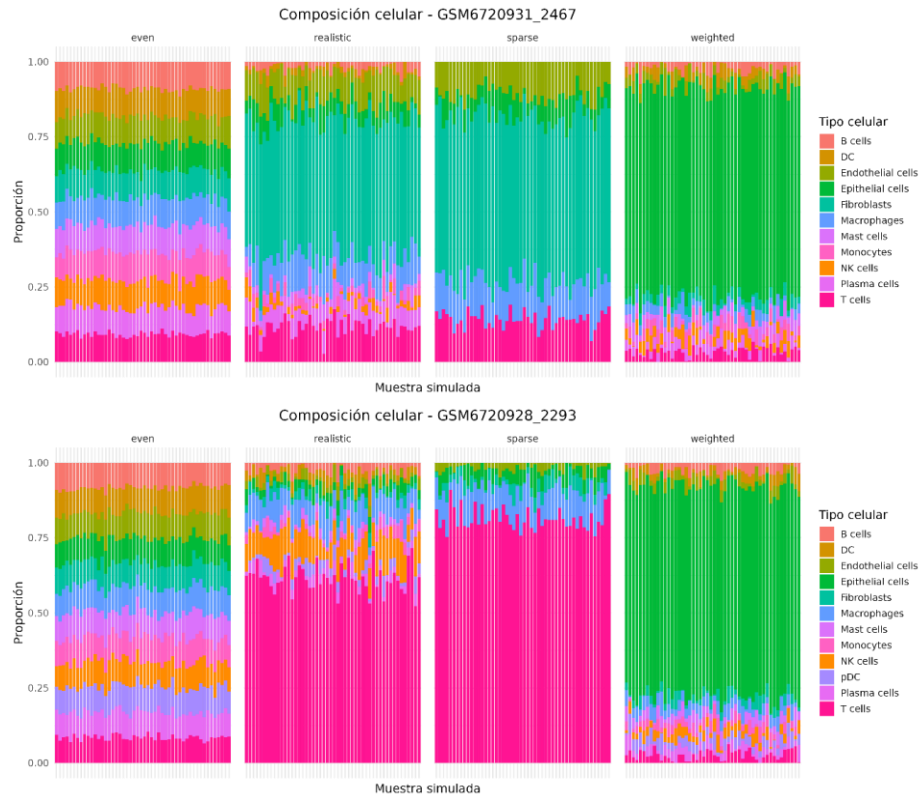 Composición celular - GSM6720931_2467
even realistic sparse weighted
1.00
0.75
0.50
0.25
0.00
Proporción
Muestra simulada
Tipo celular
B cells
DC
Endothelial cells
Epithelial cells
Fibroblasts
Macrophages
Mast cells
Monocytes
NK cells
Plasma cells
T cells
Composición celular - GSM6720928_2293
even realistic sparse weighted
1.00
0.75
0.50
0.25
0.00
Proporción
Muestra simulada
Tipo celular
B cells
DC
Endothelial cells
Epithelial cells
Fibroblasts
Macrophages
Mast cells
Monocytes
NK cells
pDC
Plasma cells
T cells